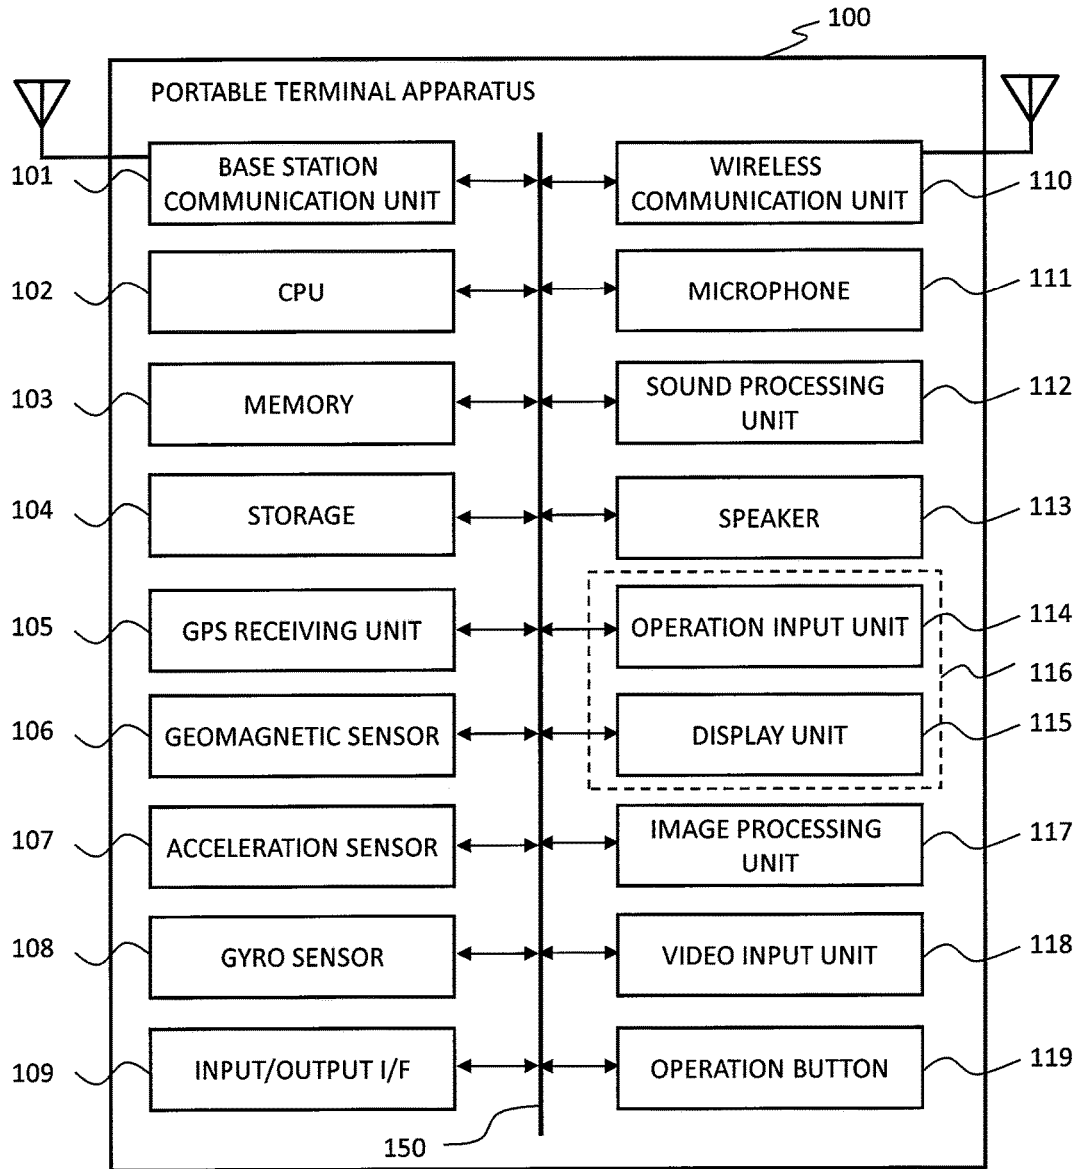 100
PORTABLE TERMINAL APPARATUS
101
BASE STATION
COMMUNICATION UNIT
WIRELESS
COMMUNICATION UNIT
110
102
CPU
MICROPHONE
111
103
MEMORY
SOUND PROCESSING
UNIT
112
104
STORAGE
SPEAKER
113
105
GPS RECEIVING UNIT
OPERATION INPUT UNIT
114
116
106
GEOMAGNETIC SENSOR
DISPLAY UNIT
115
107
ACCELERATION SENSOR
IMAGE PROCESSING
UNIT
117
108
GYRO SENSOR
VIDEO INPUT UNIT
118
109
INPUT/OUTPUT I/F
OPERATION BUTTON
119
150